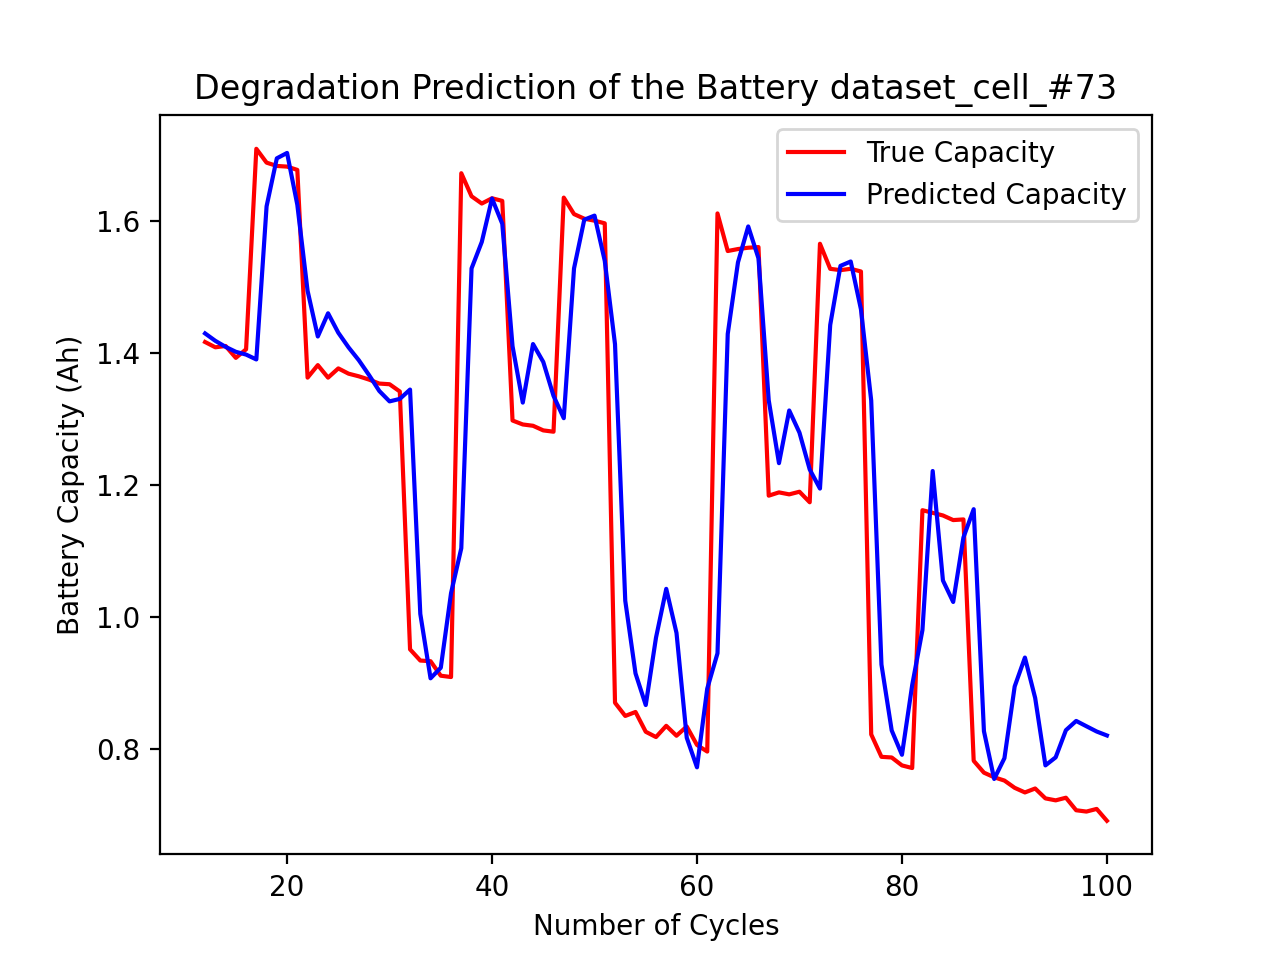 Degradation Prediction of the Battery dataset_cell_#73
True Capacity
Predicted Capacity
Battery Capacity (Ah)
1.6
1.4
1.2
1.0
0.8
20 40 60 80 100
Number of Cycles